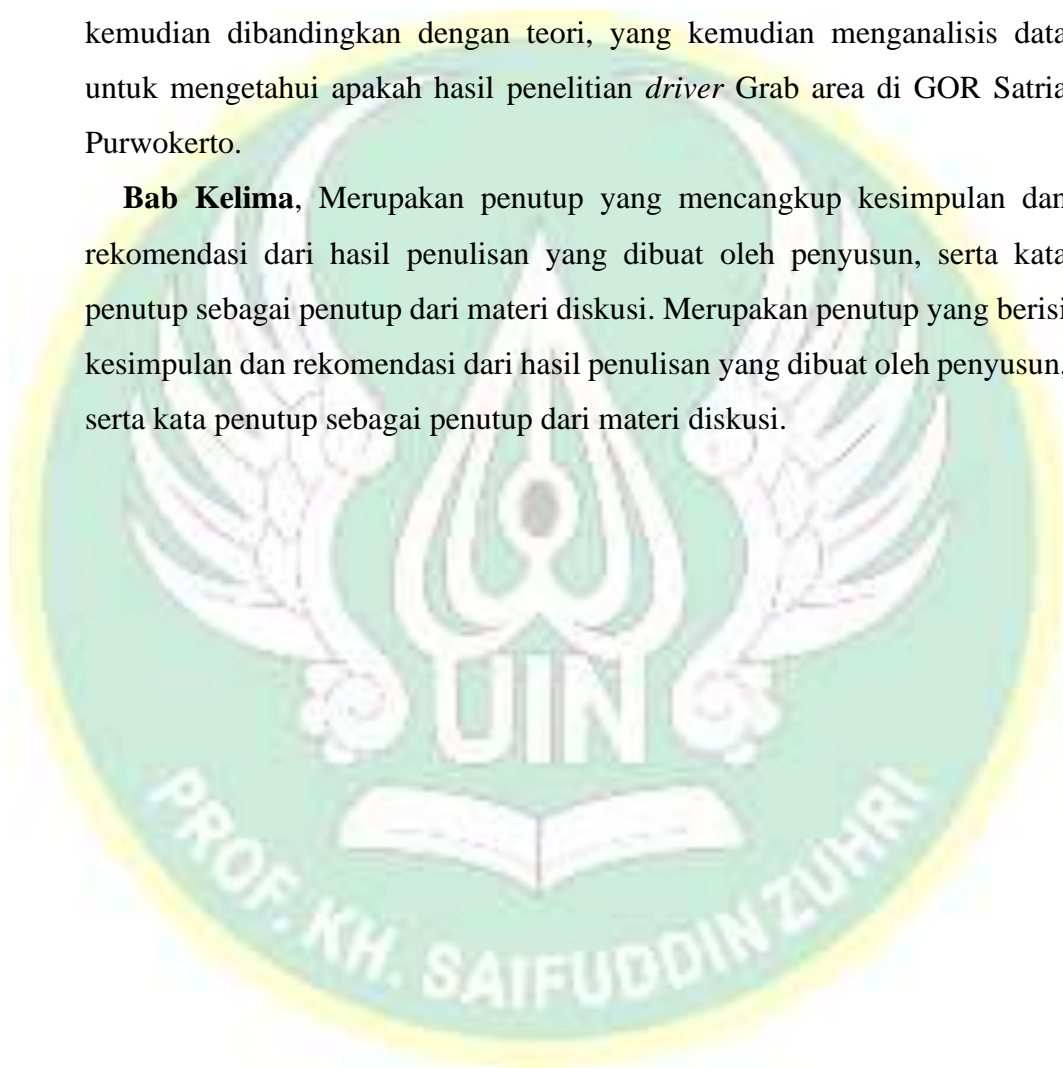 kemudian dibandingkan dengan teori, yang kemudian menganalisis data
untuk mengetahui apakah hasil penelitian driver Grab area di GOR Satria
Purwokerto.
Bab Kelima, Merupakan penutup yang mencangkup kesimpulan dan
rekomendasi dari hasil penulisan yang dibuat oleh penyusun, serta kata
penutup sebagai penutup dari materi diskusi. Merupakan penutup yang berisi
kesimpulan dan rekomendasi dari hasil penulisan yang dibuat oleh penyusun,
serta kata penutup sebagai penutup dari materi diskusi.
UIN
PROF. KH. SAIFUDDIN ZUHRI